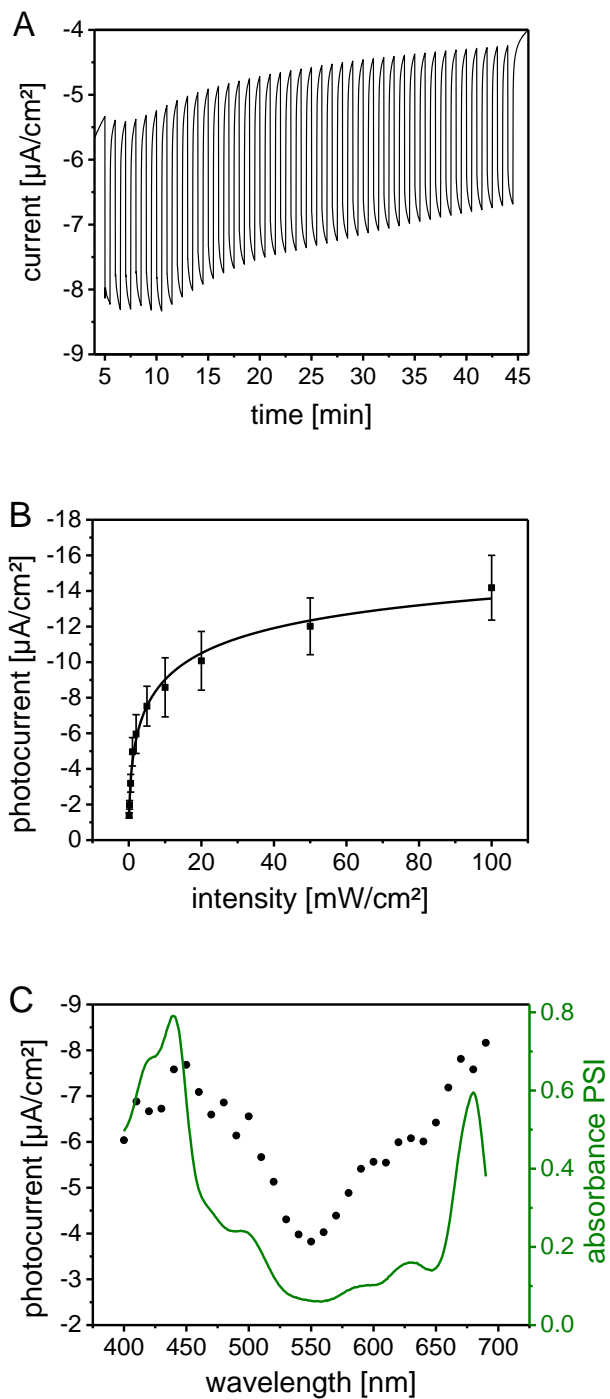 A
-4
-5
-6
-7
-8
-9
current [µA/cm²]
5 10 15 20 25 30 35 40 45
time [min]
B
-18
-16
-14
-12
-10
-8
-6
-4
-2
0
photocurrent [µA/cm²]
0 20 40 60 80 100
intensity [mW/cm²]
C
-9
-8
-7
-6
-5
-4
-3
-2
photocurrent [µA/cm²]
0.8
0.6
0.4
0.2
0.0
absorbance PSI
400 450 500 550 600 650 700
wavelength [nm]